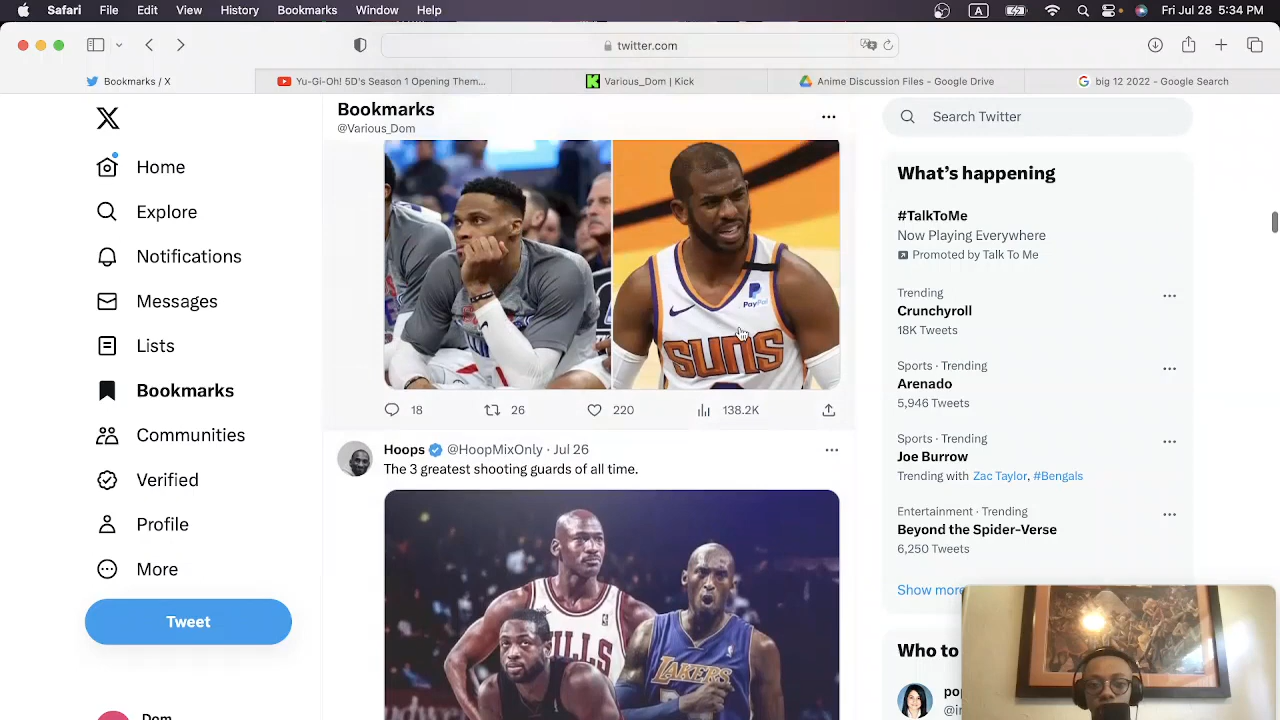 Safari File Edit View History Bookmarks Window Help A Fri Jul 28 5:34 PM
twitter.com
Bookmarks / X
Yu-Gi-Oh! 5D's Season 1 Opening Them...
Various_Dom | Kick
Anime Discussion Files - Google Drive
big 12 2022 - Google Search
Home
Explore
Notifications
Messages
Lists
Bookmarks
Communities
Verified
Profile
More
Tweet
Dom
Bookmarks
@Various_Dom
PayPal
SUNS
18 26 220 138.2K
Hoops @HoopMixOnly · Jul 26
The 3 greatest shooting guards of all time.
BULLS
LAKERS
Search Twitter
What's happening
#TalkToMe
Now Playing Everywhere
Promoted by Talk To Me
Trending
Crunchyroll
18K Tweets
Sports · Trending
Arenado
5,946 Tweets
Sports · Trending
Joe Burrow
Trending with Zac Taylor, #Bengals
Entertainment · Trending
Beyond the Spider-Verse
6,250 Tweets
Show more
Who to